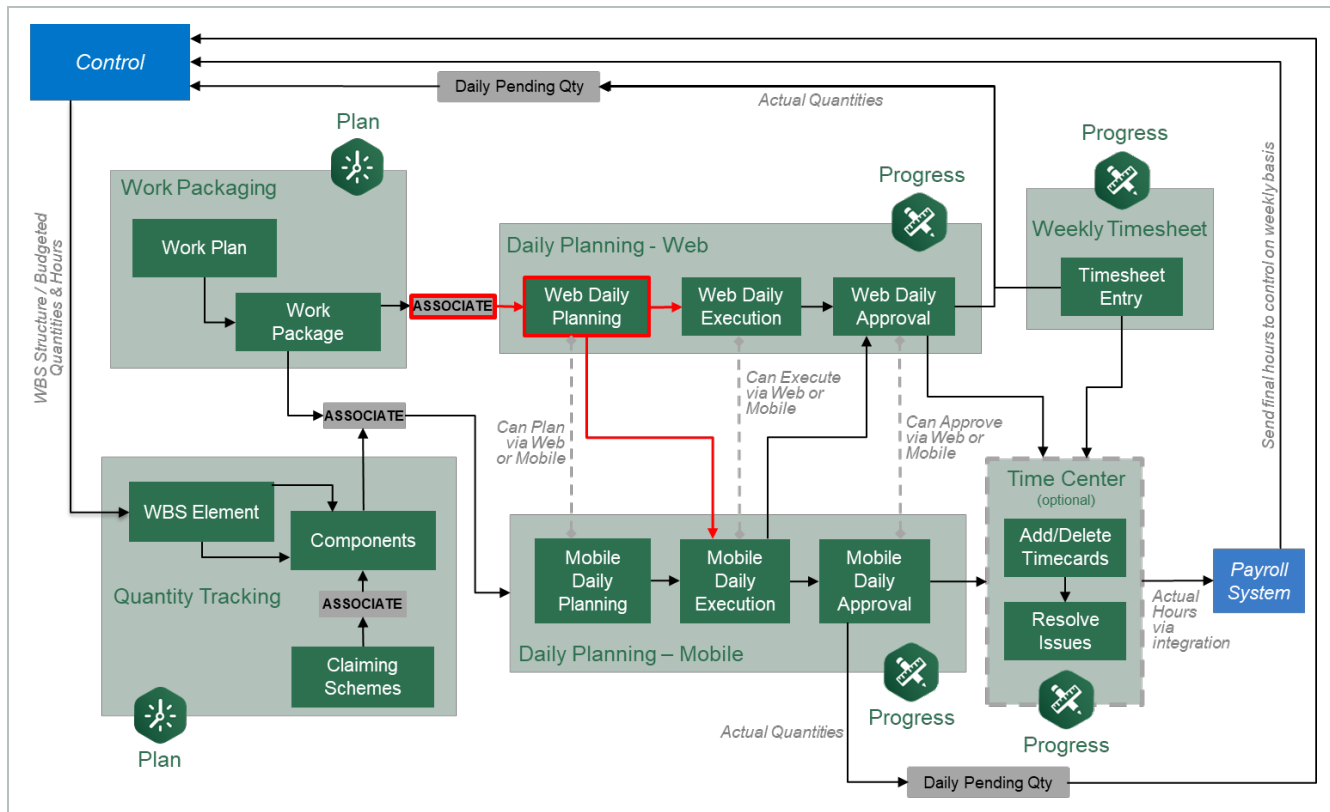 Control
Daily Pending Qty
Actual Quantities
Plan
Progress
Progress
Work Packaging
Work Plan
Work
Package
ASSOCIATE
Daily Planning - Web
Web Daily
Planning
Web Daily
Execution
Web Daily
Approval
Weekly Timesheet
Timesheet
Entry
WBS Structure / Budgeted
Quantities & Hours
Send final hours to control on weekly basis
ASSOCIATE
Can Plan
via Web
or Mobile
Can Execute
via Web or
Mobile
Can Approve
via Web or
Mobile
WBS Element
Components
Quantity Tracking
ASSOCIATE
Claiming
Schemes
Plan
Mobile
Daily
Planning
Mobile
Daily
Execution
Mobile
Daily
Approval
Daily Planning – Mobile
Progress
Time Center
(optional)
Add/Delete
Timecards
Resolve
Issues
Progress
Actual
Hours
via
integration
Payroll
System
Actual Quantities
Daily Pending Qty